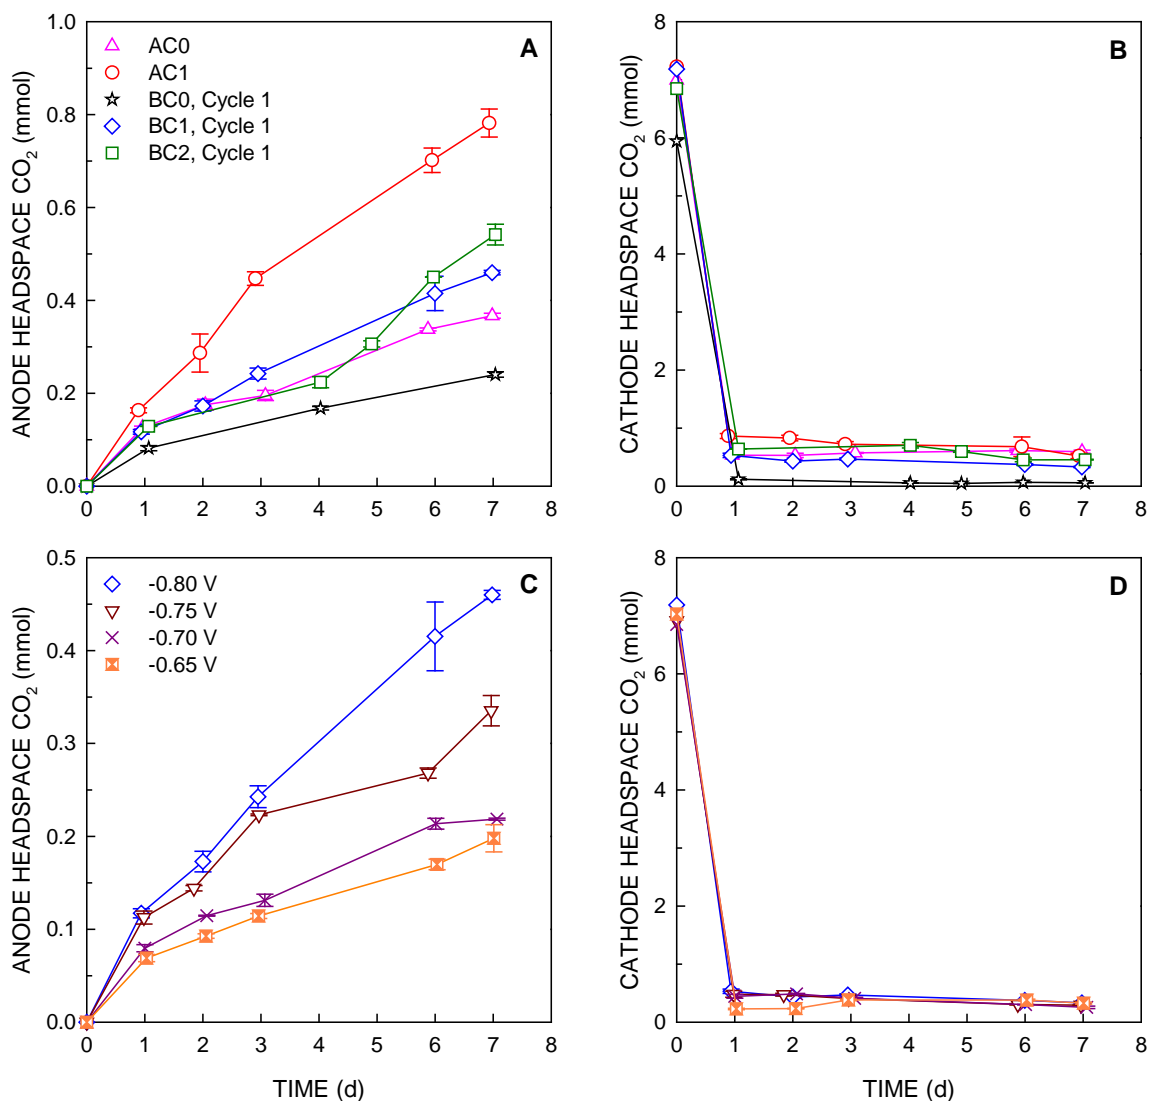 A
AC0
AC1
BC0, Cycle 1
BC1, Cycle 1
BC2, Cycle 1
ANODE HEADSPACE CO2 (mmol)
1.0
0.8
0.6
0.4
0.2
0.0
0 1 2 3 4 5 6 7 8
B
CATHODE HEADSPACE CO2 (mmol)
8
6
4
2
0
0 1 2 3 4 5 6 7 8
C
-0.80 V
-0.75 V
-0.70 V
-0.65 V
ANODE HEADSPACE CO2 (mmol)
0.5
0.4
0.3
0.2
0.1
0.0
0 1 2 3 4 5 6 7 8
TIME (d)
D
CATHODE HEADSPACE CO2 (mmol)
8
6
4
2
0
0 1 2 3 4 5 6 7 8
TIME (d)